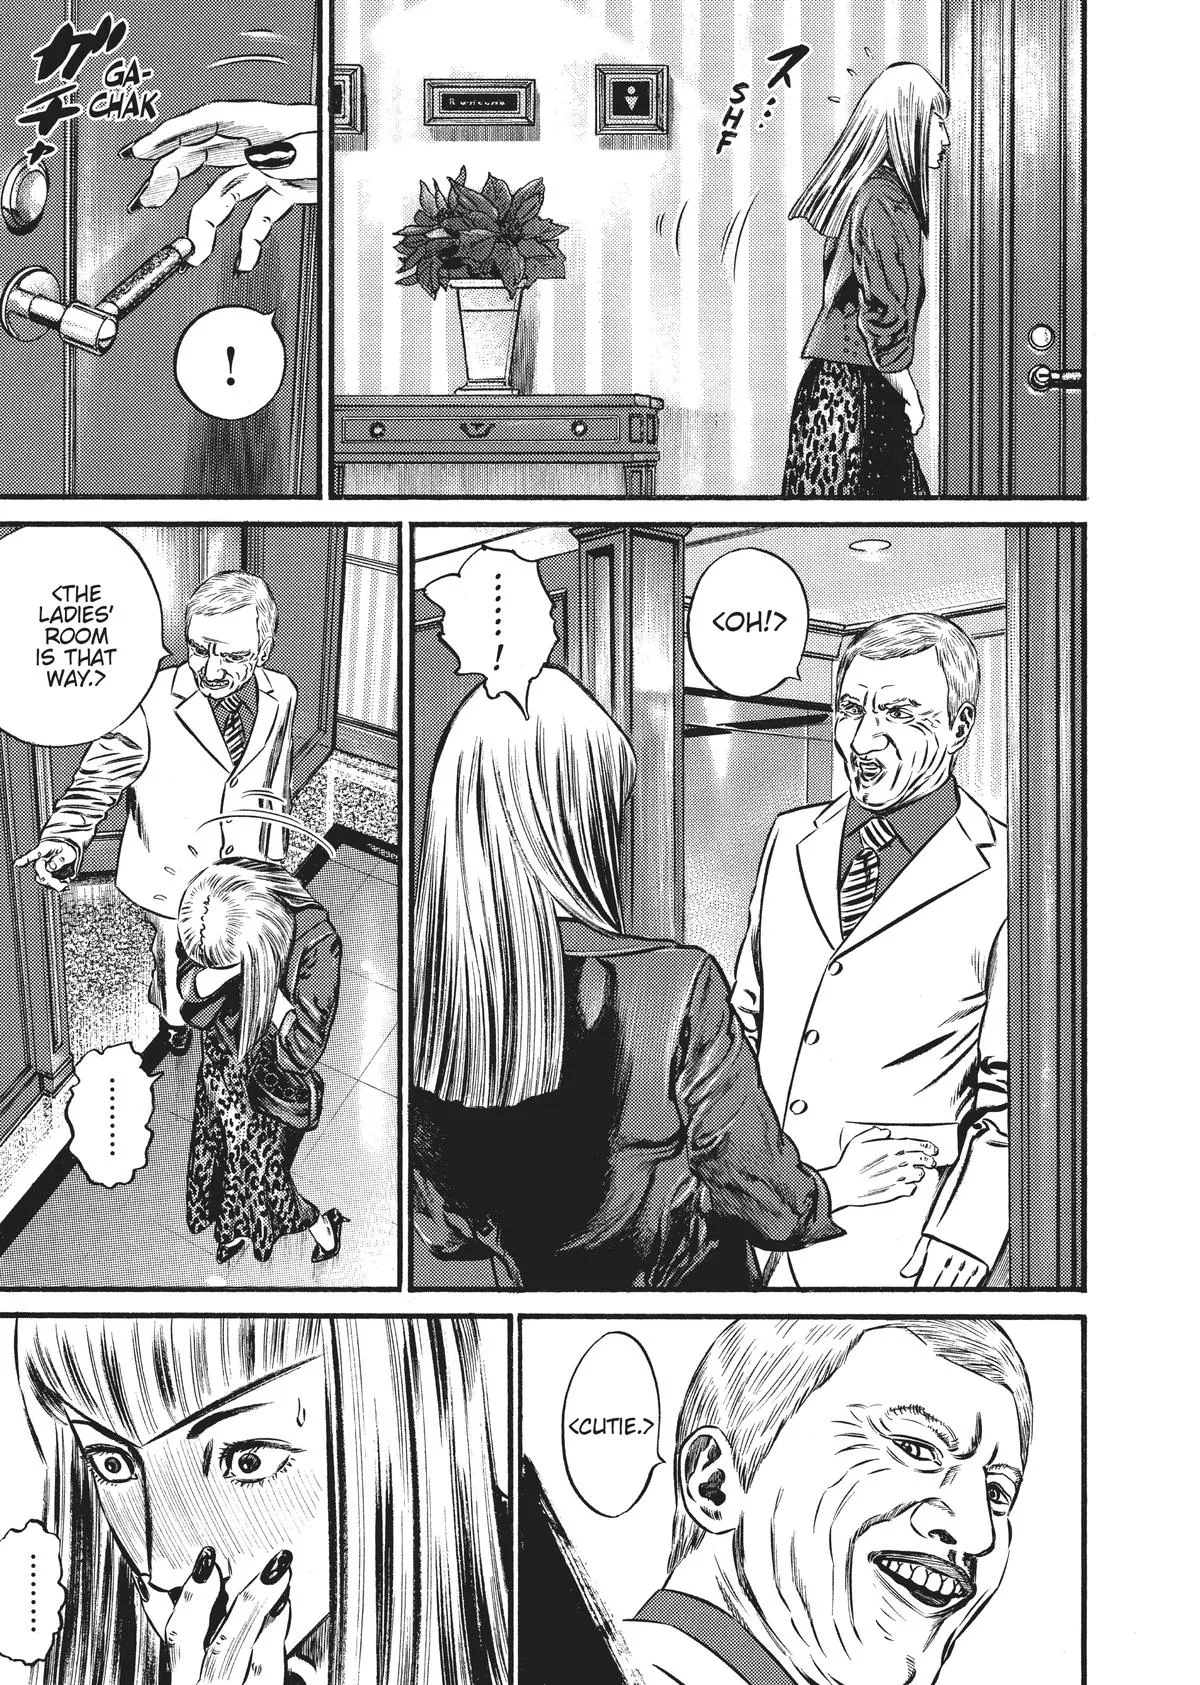 ス…
SHF
ガチャ
GA-
CHAK
!
<OH!>
.......!
<THE
LADIES'
ROOM
IS THAT
WAY.>
........
<CUTIE.>
........